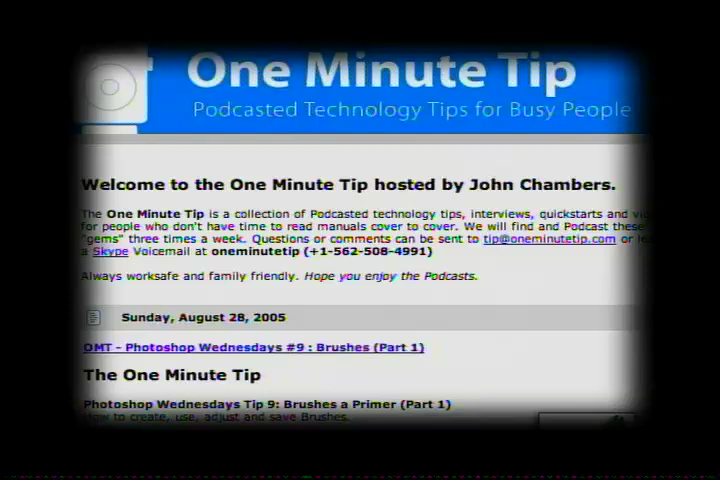 One Minute Tip
Podcasted Technology Tips for Busy People
Welcome to the One Minute Tip hosted by John Chambers.
The One Minute Tip is a collection of Podcasted technology tips, interviews, quickstarts and
for people who don't have time to read manuals cover to cover. We will find and Podcast these
"gems" three times a week. Questions or comments can be sent to tip@oneminutetip.com or
a Skype Voicemail at oneminutetip (+1-562-508-4991)
Always worksafe and family friendly. Hope you enjoy the Podcasts.
Sunday, August 28, 2005
OMT - Photoshop Wednesdays #9 : Brushes (Part 1)
The One Minute Tip
Photoshop Wednesdays Tip 9: Brushes a Primer (Part 1)
How to create, use, adjust and save Brushes.